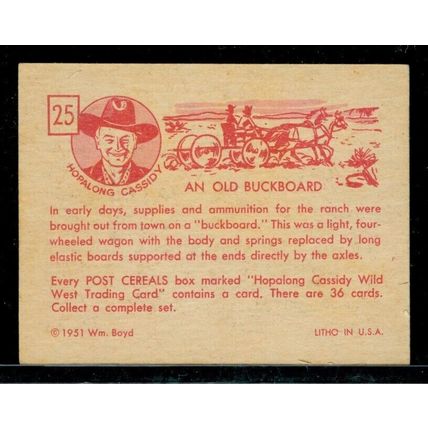 25
HOPALONG CASSIDY
AN OLD BUCKBOARD
In early days, supplies and ammunition for the ranch were
brought out from town on a "buckboard." This was a light, four-
wheeled wagon with the body and springs replaced by long
elastic boards supported at the ends directly by the axles.
Every POST CEREALS box marked "Hopalong Cassidy Wild
West Trading Card" contains a card. There are 36 cards.
Collect a complete set.
© 1951 Wm. Boyd LITHO IN U.S.A.